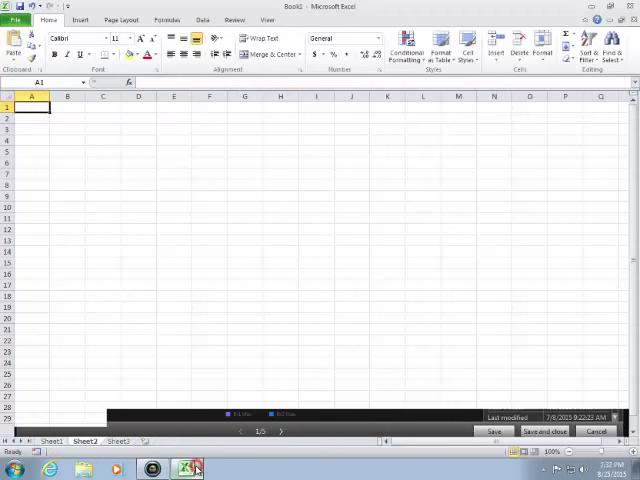 Book1 - Microsoft Excel
File Home Insert Page Layout Formulas Data Review View
Paste Calibri 11 A A Wrap Text General Conditional Formatting Format as Table Cell Styles Insert Delete Format Sort & Filter Find & Select
B I U Merge & Center $ % ,
Clipboard Font Alignment Number Styles Cells Editing
A1 fx
A B C D E F G H I J K L M N O P Q
1
2
3
4
5
6
7
8
9
10
11
12
13
14
15
16
17
18
19
20
21
22
23
24
25
26
27
28
29 Last modified 7/8/2015 9:22:23 AM
1/5 Save Save and close Cancel
Sheet1 Sheet2 Sheet3
Ready 100%
7:32 PM
8/25/2015